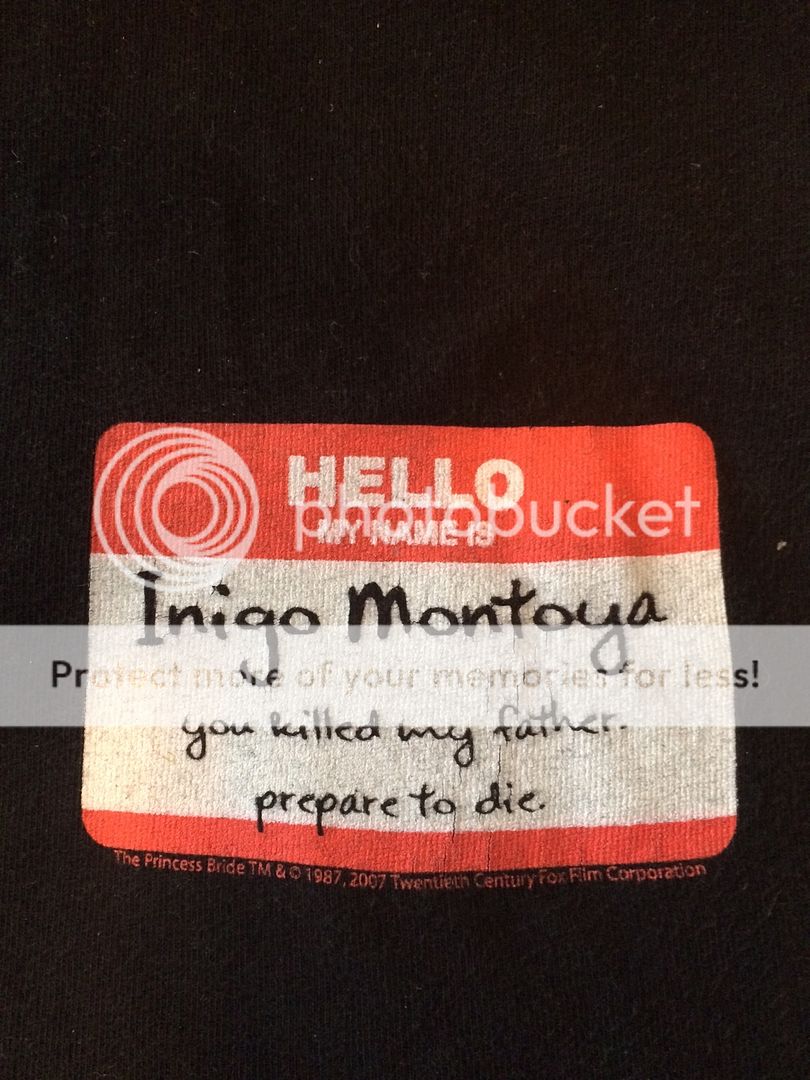 HELLO
photobucket
MY NAME IS
Inigo Montoya
Protect more of your memories for less!
you killed my father.
prepare to die.
The Princess Bride TM & © 1987, 2007 Twentieth Century Fox Film Corporation